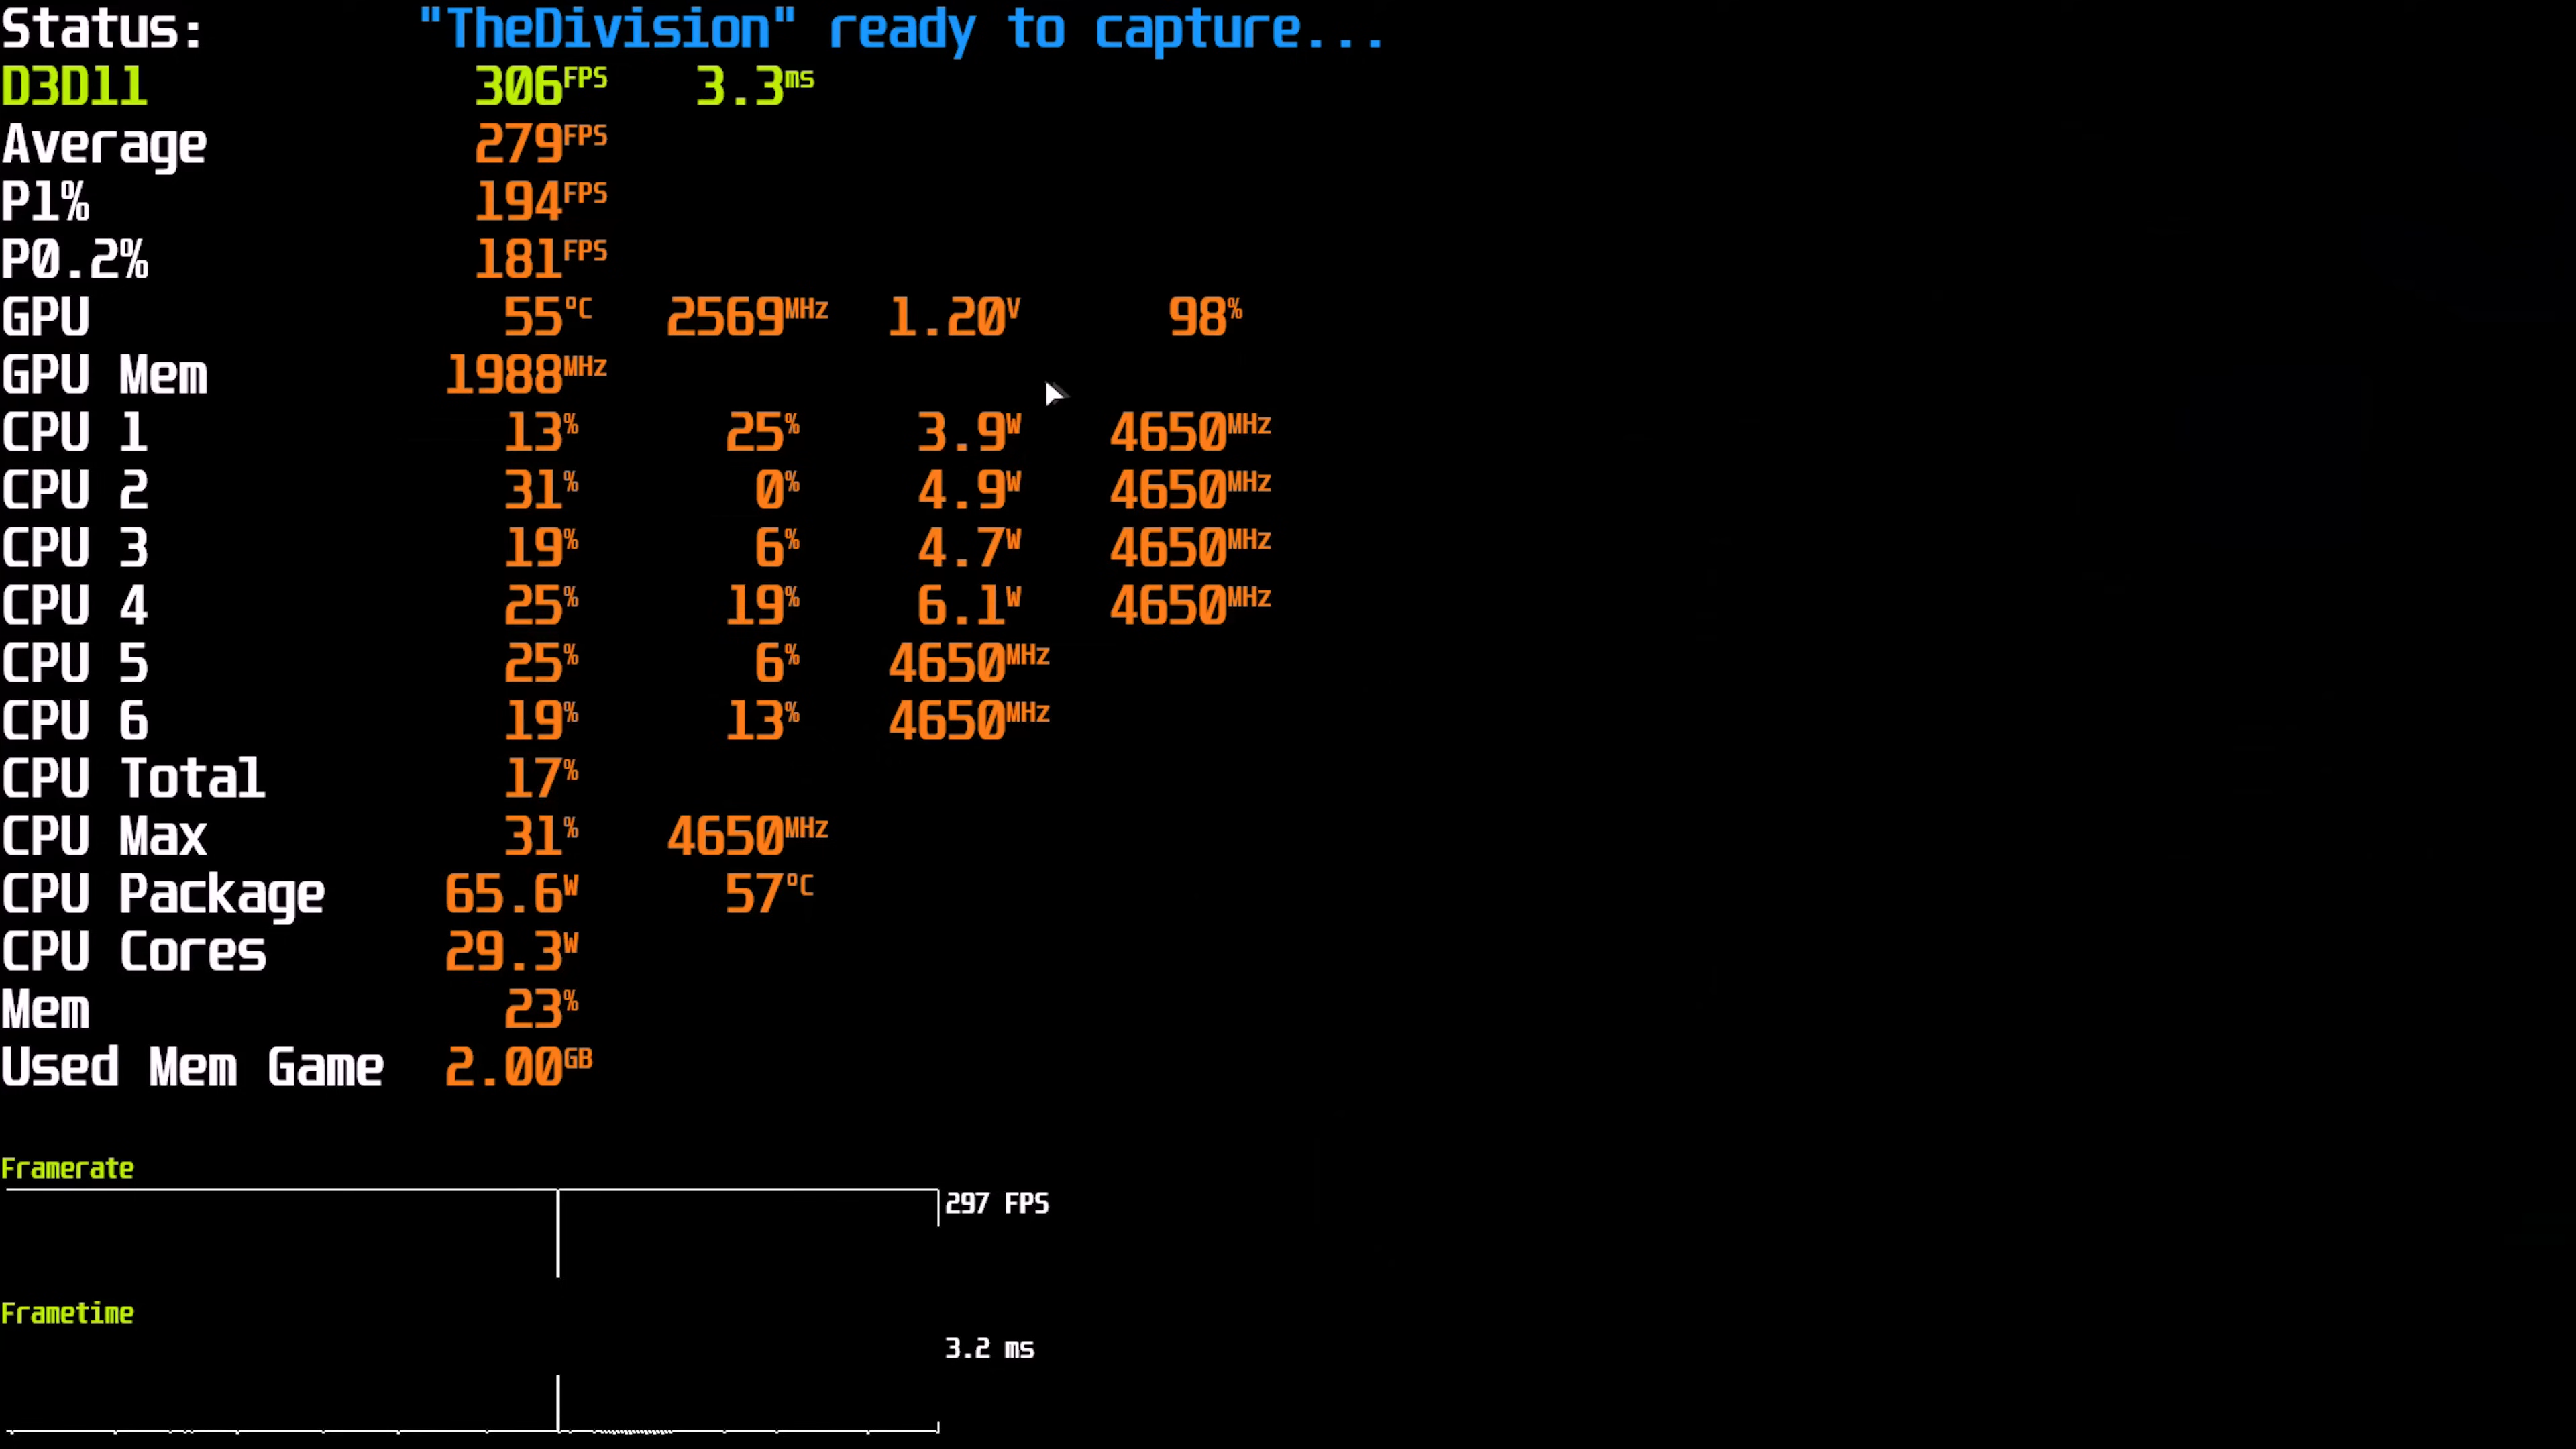 Status: "TheDivision" ready to capture...
D3D11 306FPS 3.3ms
Average 279FPS
P1% 194FPS
P0.2% 181FPS
GPU 55°C 2569MHz 1.20V 98%
GPU Mem 1988MHz
CPU 1 13% 25% 3.9W 4650MHz
CPU 2 31% 0% 4.9W 4650MHz
CPU 3 19% 6% 4.7W 4650MHz
CPU 4 25% 19% 6.1W 4650MHz
CPU 5 25% 6% 4650MHz
CPU 6 19% 13% 4650MHz
CPU Total 17%
CPU Max 31% 4650MHz
CPU Package 65.6W 57°C
CPU Cores 29.3W
Mem 23%
Used Mem Game 2.00GB
Framerate
297 FPS
Frametime
3.2 ms